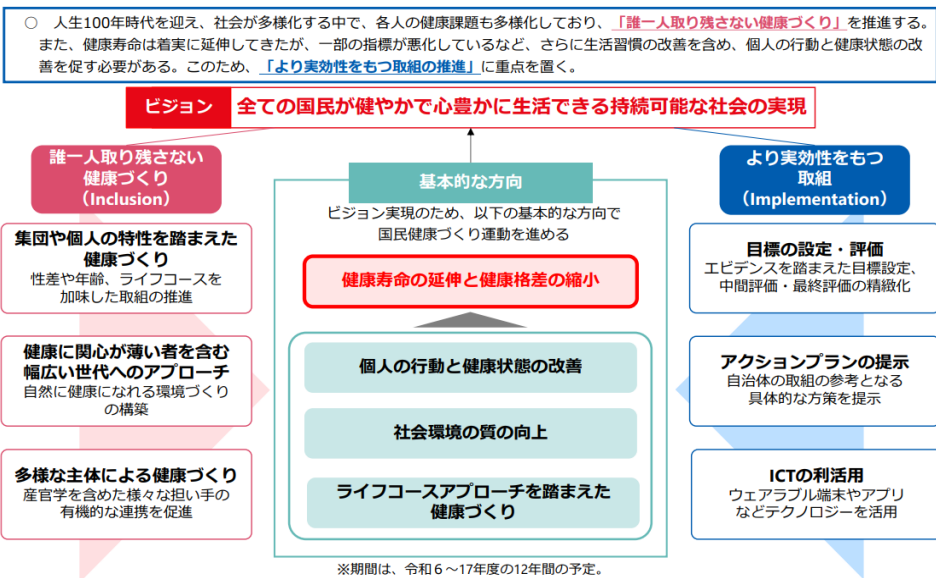 ○ 人生100年時代を迎え、社会が多様化する中で、各人の健康課題も多様化しており、「誰一人取り残さない健康づくり」を推進する。
また、健康寿命は着実に延伸してきたが、一部の指標が悪化しているなど、さらに生活習慣の改善を含め、個人の行動と健康状態の改
善を促す必要がある。このため、「より実効性をもつ取組の推進」に重点を置く。
ビジョン 全ての国民が健やかで心豊かに生活できる持続可能な社会の実現
誰一人取り残さない
健康づくり
（Inclusion）
集団や個人の特性を踏まえた
健康づくり
性差や年齢、ライフコースを
加味した取組の推進
健康に関心が薄い者を含む
幅広い世代へのアプローチ
自然に健康になれる環境づくり
の構築
多様な主体による健康づくり
産官学を含めた様々な担い手の
有機的な連携を促進
基本的な方向
ビジョン実現のため、以下の基本的な方向で
国民健康づくり運動を進める
健康寿命の延伸と健康格差の縮小
個人の行動と健康状態の改善
社会環境の質の向上
ライフコースアプローチを踏まえた
健康づくり
※期間は、令和６～17年度の12年間の予定。
より実効性をもつ
取組
（Implementation）
目標の設定・評価
エビデンスを踏まえた目標設定、
中間評価・最終評価の精緻化
アクションプランの提示
自治体の取組の参考となる
具体的な方策を提示
ICTの利活用
ウェアラブル端末やアプリ
などテクノロジーを活用